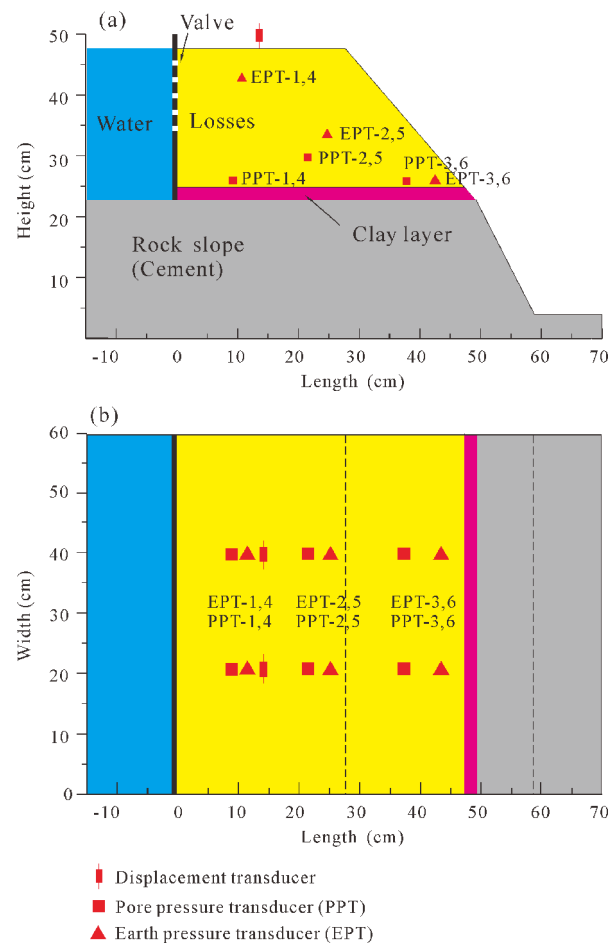 (a)
Valve
50
40
30
20
10
Height(cm)
EPT-1,4
Water
Losses
EPT-2,5
PPT-2,5
PPT-3,6
PPT-1,4
EPT-3,6
Clay layer
Rock slope
(Cement)
-10 0 10 20 30 40 50 60 70
Length (cm)
(b)
60
50
40
30
20
10
0
Width(cm)
EPT-1,4 EPT-2,5 EPT-3,6
PPT-1,4 PPT-2,5 PPT-3,6
-10 0 10 20 30 40 50 60 70
Length (cm)
Displacement transducer
Pore pressure transducer (PPT)
Earth pressure transducer (EPT)